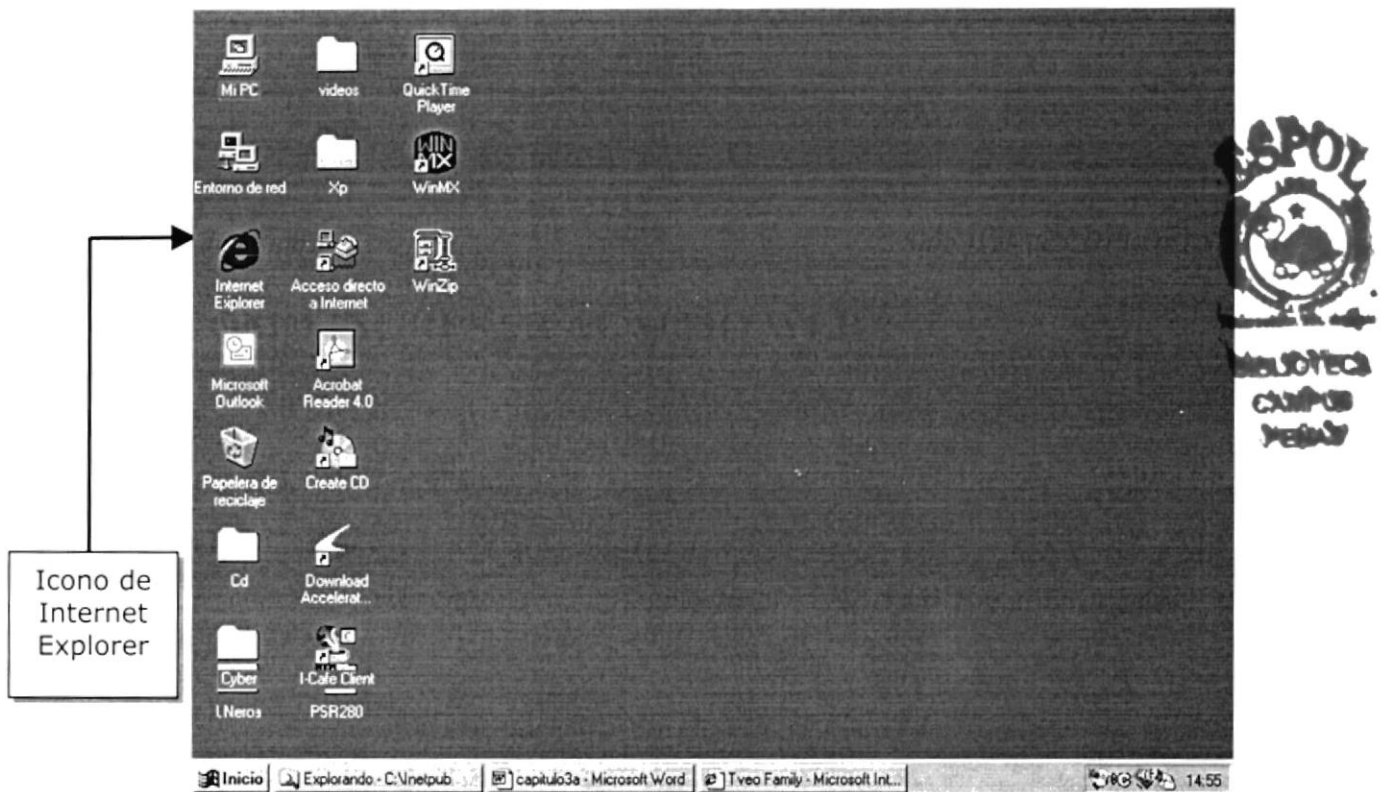 Mi PC
videos
QuickTime
Player
Entorno de red
Xp
WinMX
Internet
Explorer
Acceso directo
a Internet
WinZip
Microsoft
Outlook
Acrobat
Reader 4.0
Papelera de
reciclaje
Create CD
Cd
Download
Accelerat...
Cyber
I-Cafe Client
I.Neros
PSR280
Icono de
Internet
Explorer
Inicio
Explorando - C:\Inetpub...
capitulo3a - Microsoft Word
Tveo Family - Microsoft Int...
14:55
ESPOL
BIBLIOTECA
CAMPUS
PEÑAS